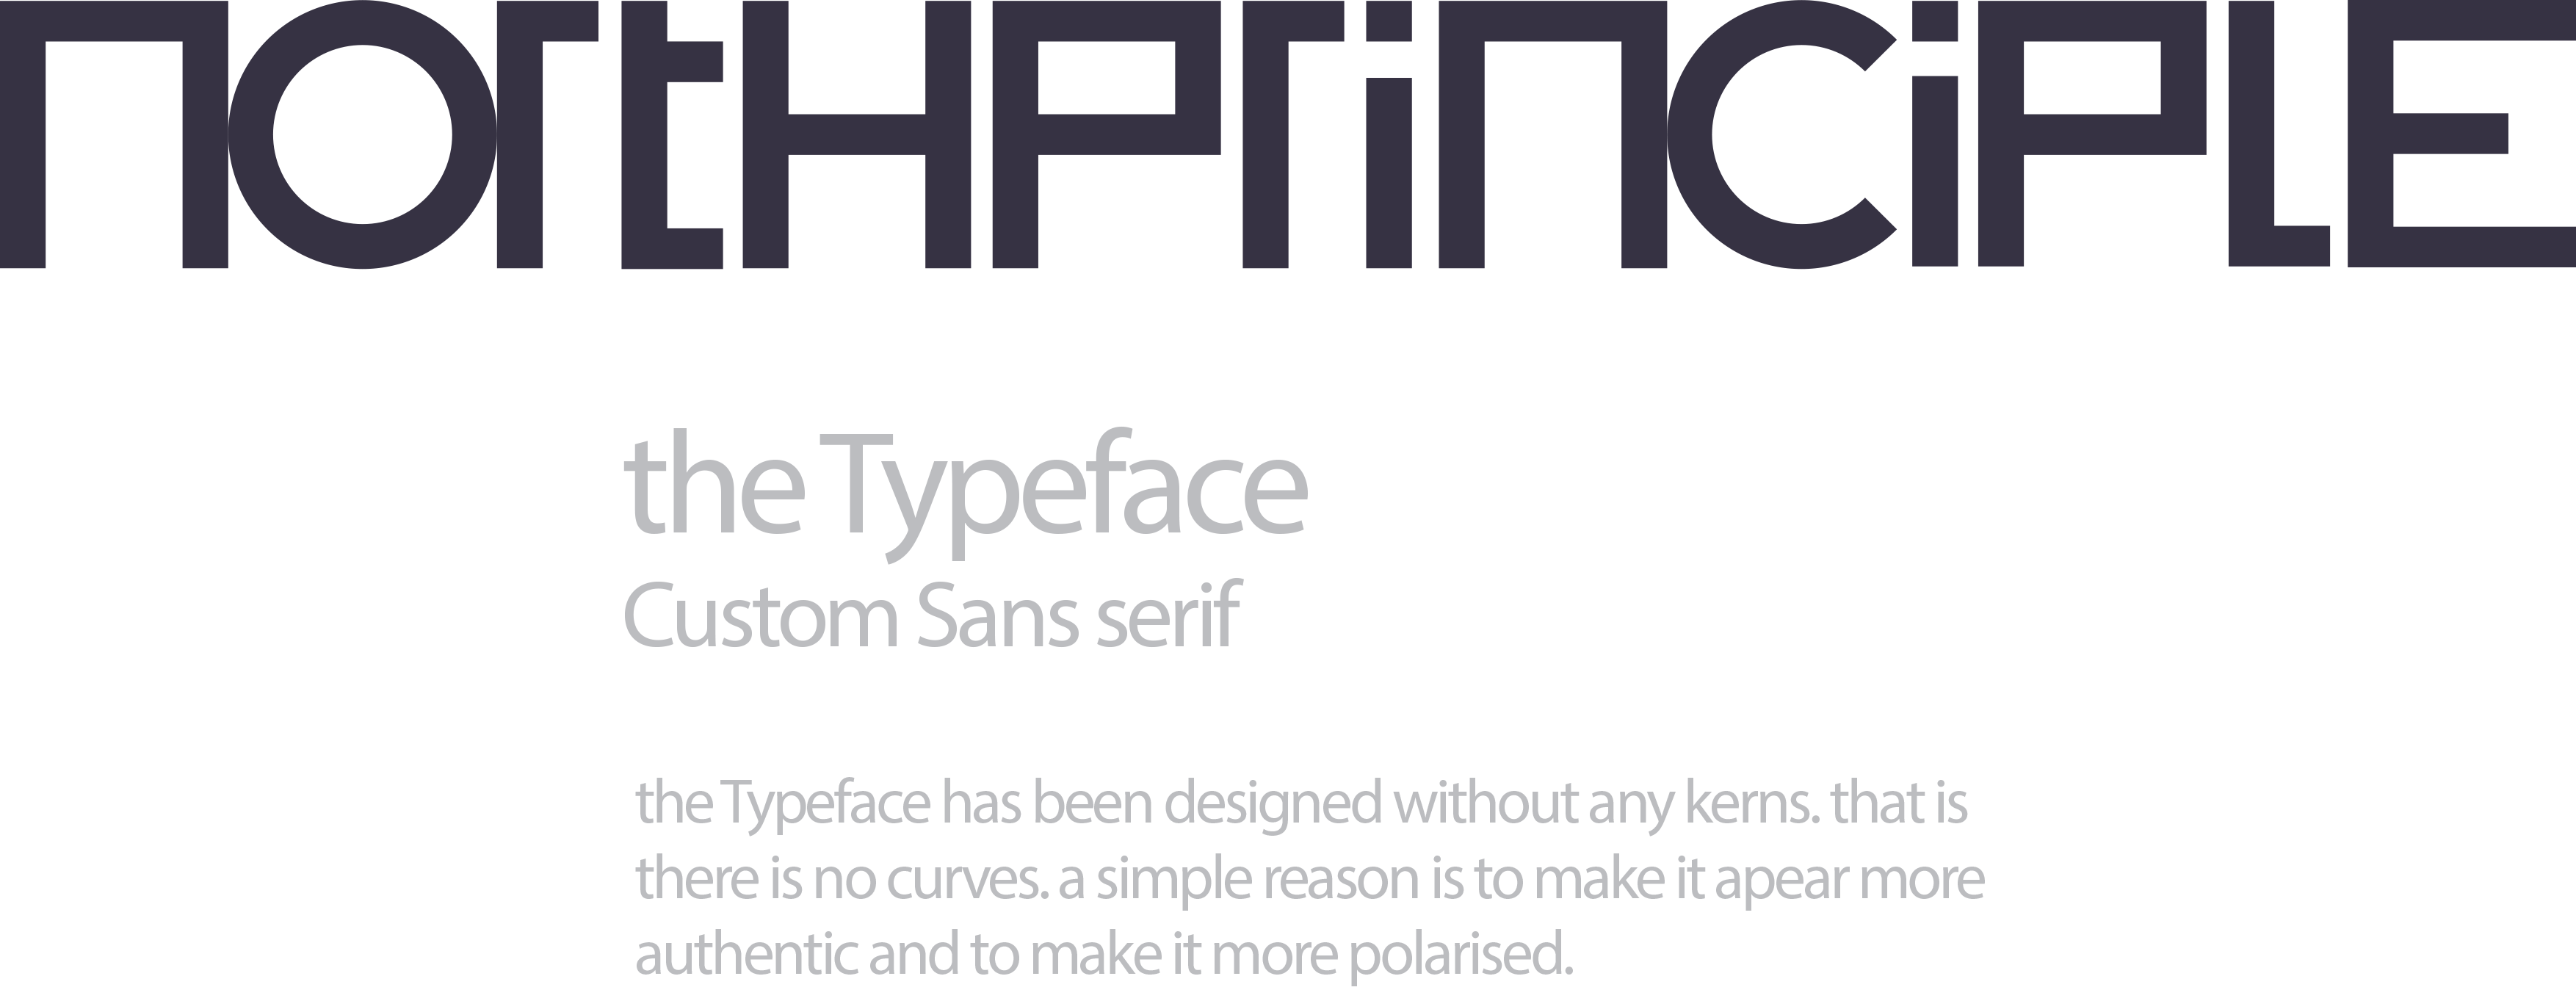 nortHPrinCiPLE
the Typeface
Custom Sans serif
the Typeface has been designed without any kerns. that is
there is no curves. a simple reason is to make it apear more
authentic and to make it more polarised.